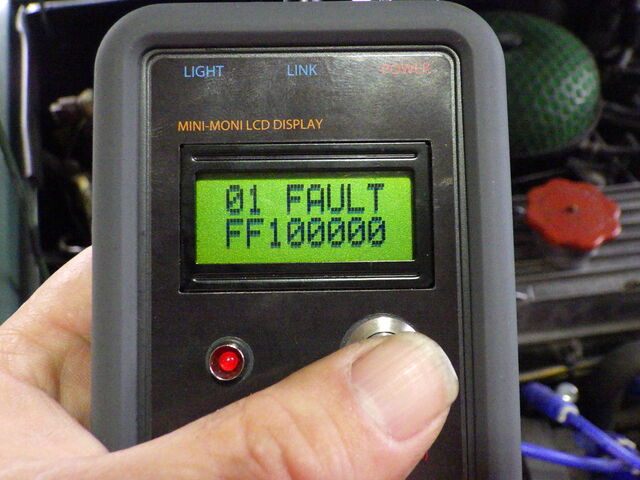 LIGHT LINK POWER
MINI-MONI LCD DISPLAY
01 FAULT
FF100000